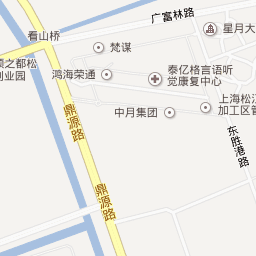 广富林路
看山桥
星月大
梵谋
之都松
创业园
鸿海荣通
泰亿格言语听
觉康复中心
中月集团
上海松江
加工区管
鼎源路
东胜港路
鼎源路